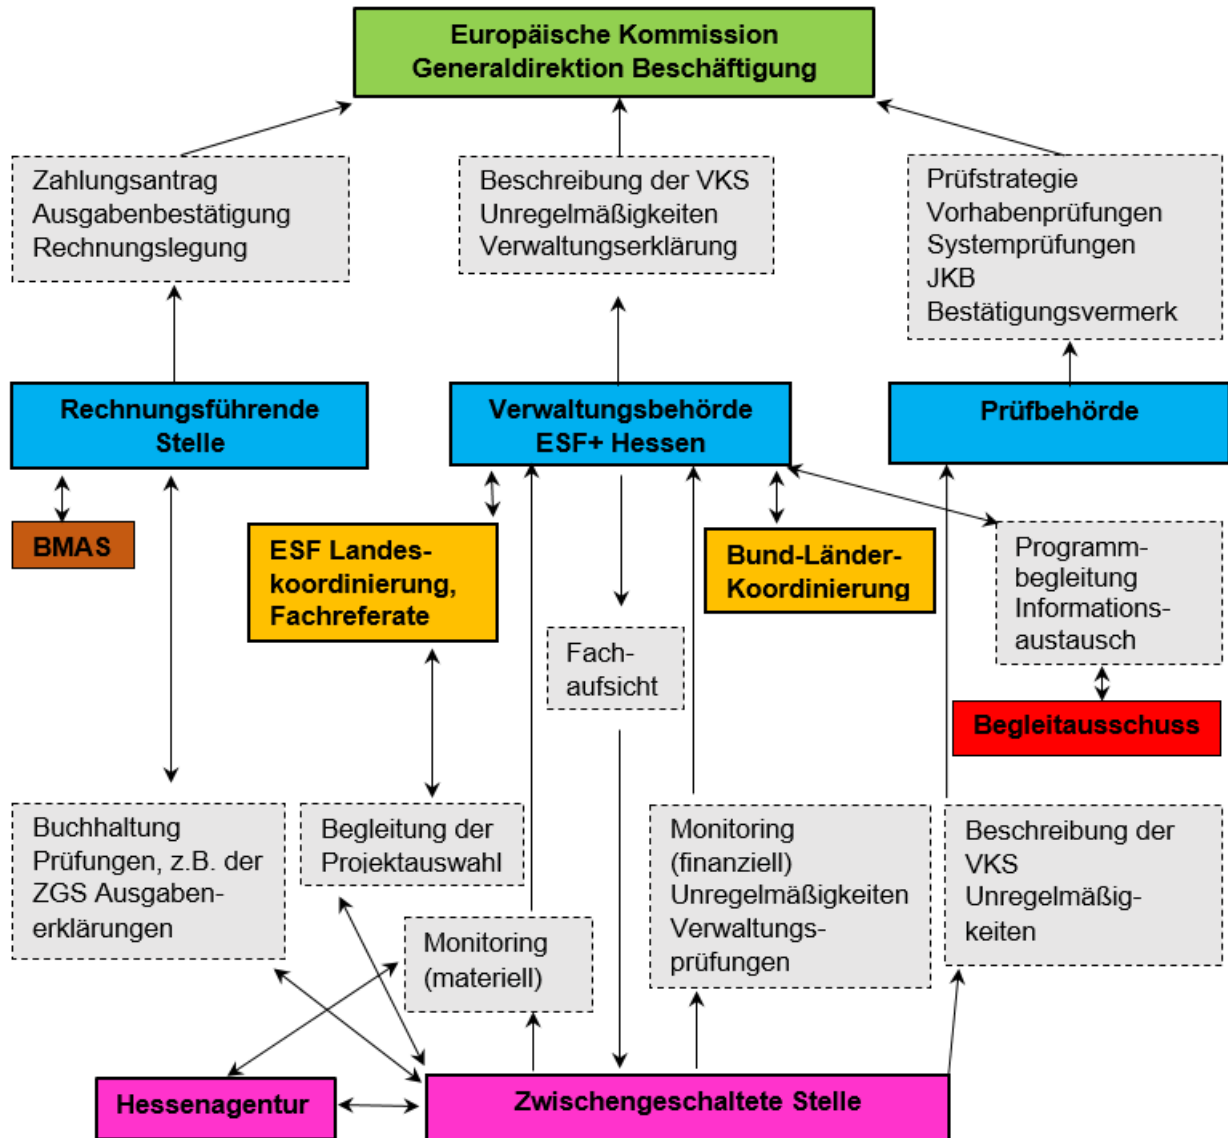 Europäische Kommission
Generaldirektion Beschäftigung
Zahlungsantrag
Ausgabenbestätigung
Rechnungslegung
Beschreibung der VKS
Unregelmäßigkeiten
Verwaltungserklärung
Prüfstrategie
Vorhabenprüfungen
Systemprüfungen
JKB
Bestätigungsvermerk
Rechnungsführende
Stelle
Verwaltungsbehörde
ESF+ Hessen
Prüfbehörde
BMAS
ESF Landes-
koordinierung,
Fachreferate
Bund-Länder-
Koordinierung
Programm-
begleitung
Informations-
austausch
Fach-
aufsicht
Begleitausschuss
Buchhaltung
Prüfungen, z.B. der
ZGS Ausgaben-
erklärungen
Begleitung der
Projektauswahl
Monitoring
(materiell)
Monitoring
(finanziell)
Unregelmäßigkeiten
Verwaltungs-
prüfungen
Beschreibung der
VKS
Unregelmäßig-
keiten
Hessenagentur
Zwischengeschaltete Stelle